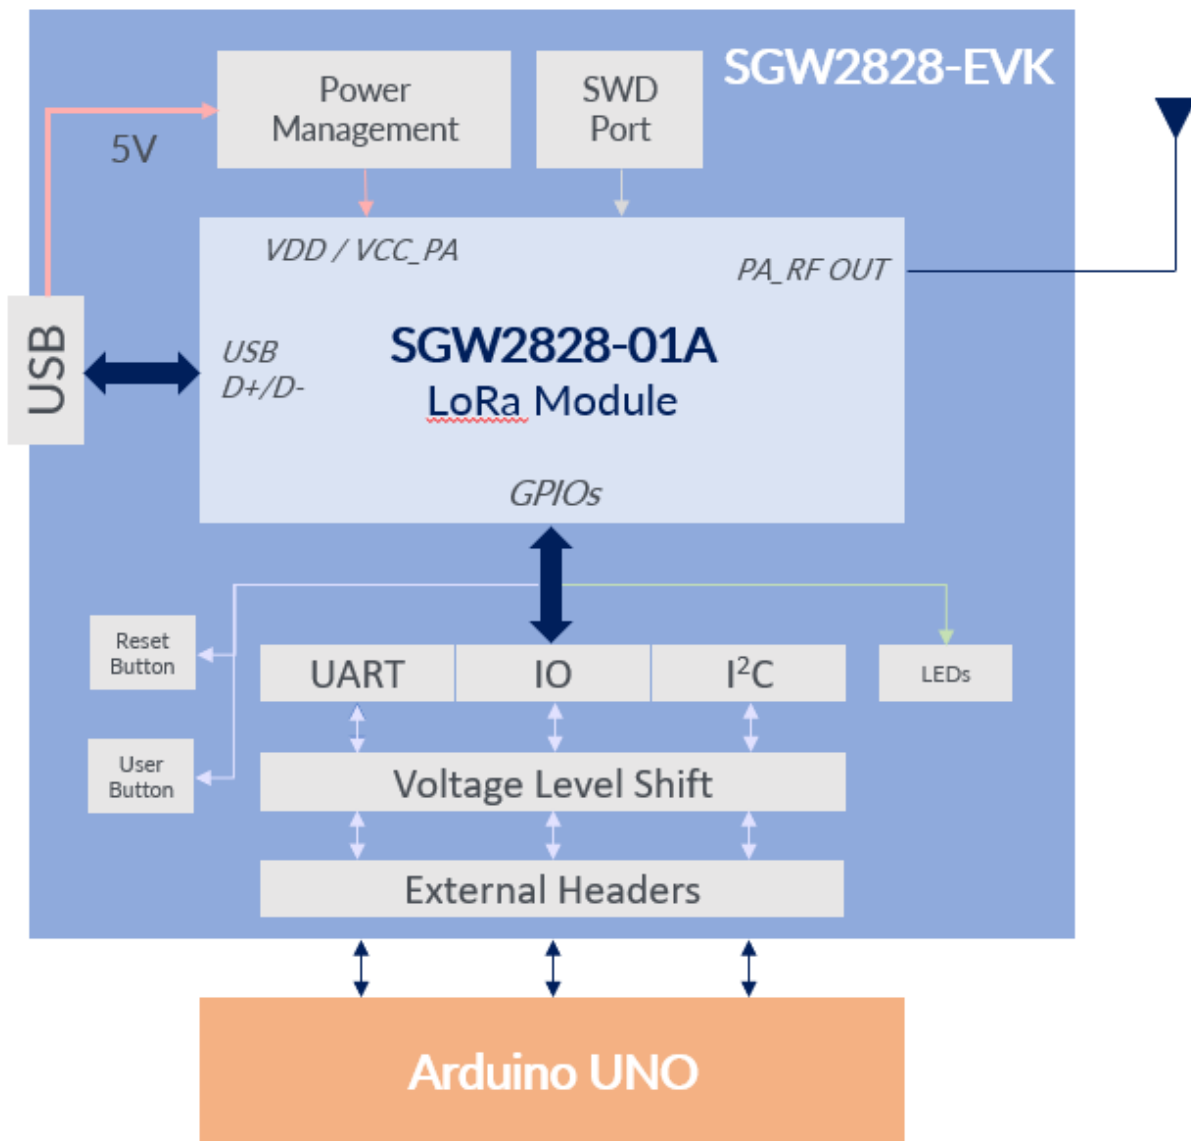 SGW2828-EVK
Power
Management
SWD
Port
5V
VDD / VCC_PA
PA_RF OUT
USB
USB
D+/D-
SGW2828-01A
LoRa Module
GPIOs
Reset
Button
UART
IO
I²C
LEDs
User
Button
Voltage Level Shift
External Headers
Arduino UNO